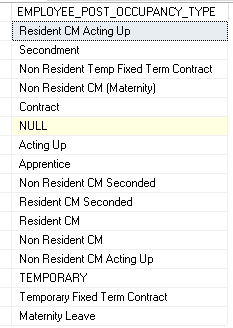 EMPLOYEE_POST_OCCUPANCY_TYPE
Resident CM Acting Up
Secondment
Non Resident Temp Fixed Term Contract
Non Resident CM (Maternity)
Contract
NULL
Acting Up
Apprentice
Non Resident CM Seconded
Resident CM Seconded
Resident CM
Non Resident CM
Non Resident CM Acting Up
TEMPORARY
Temporary Fixed Term Contract
Maternity Leave